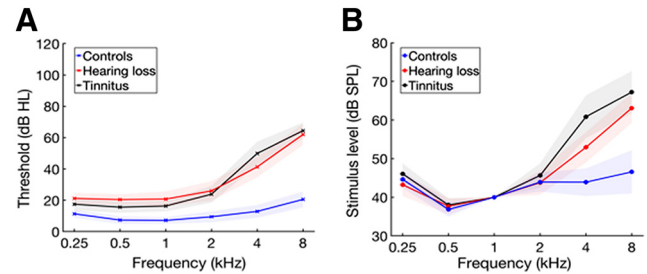 A
Threshold (dB HL)
120
100
80
60
40
20
0
Controls
Hearing loss
Tinnitus
0.25 0.5 1 2 4 8
Frequency (kHz)
B
Stimulus level (dB SPL)
80
70
60
50
40
30
Controls
Hearing loss
Tinnitus
0.25 0.5 1 2 4 8
Frequency (kHz)